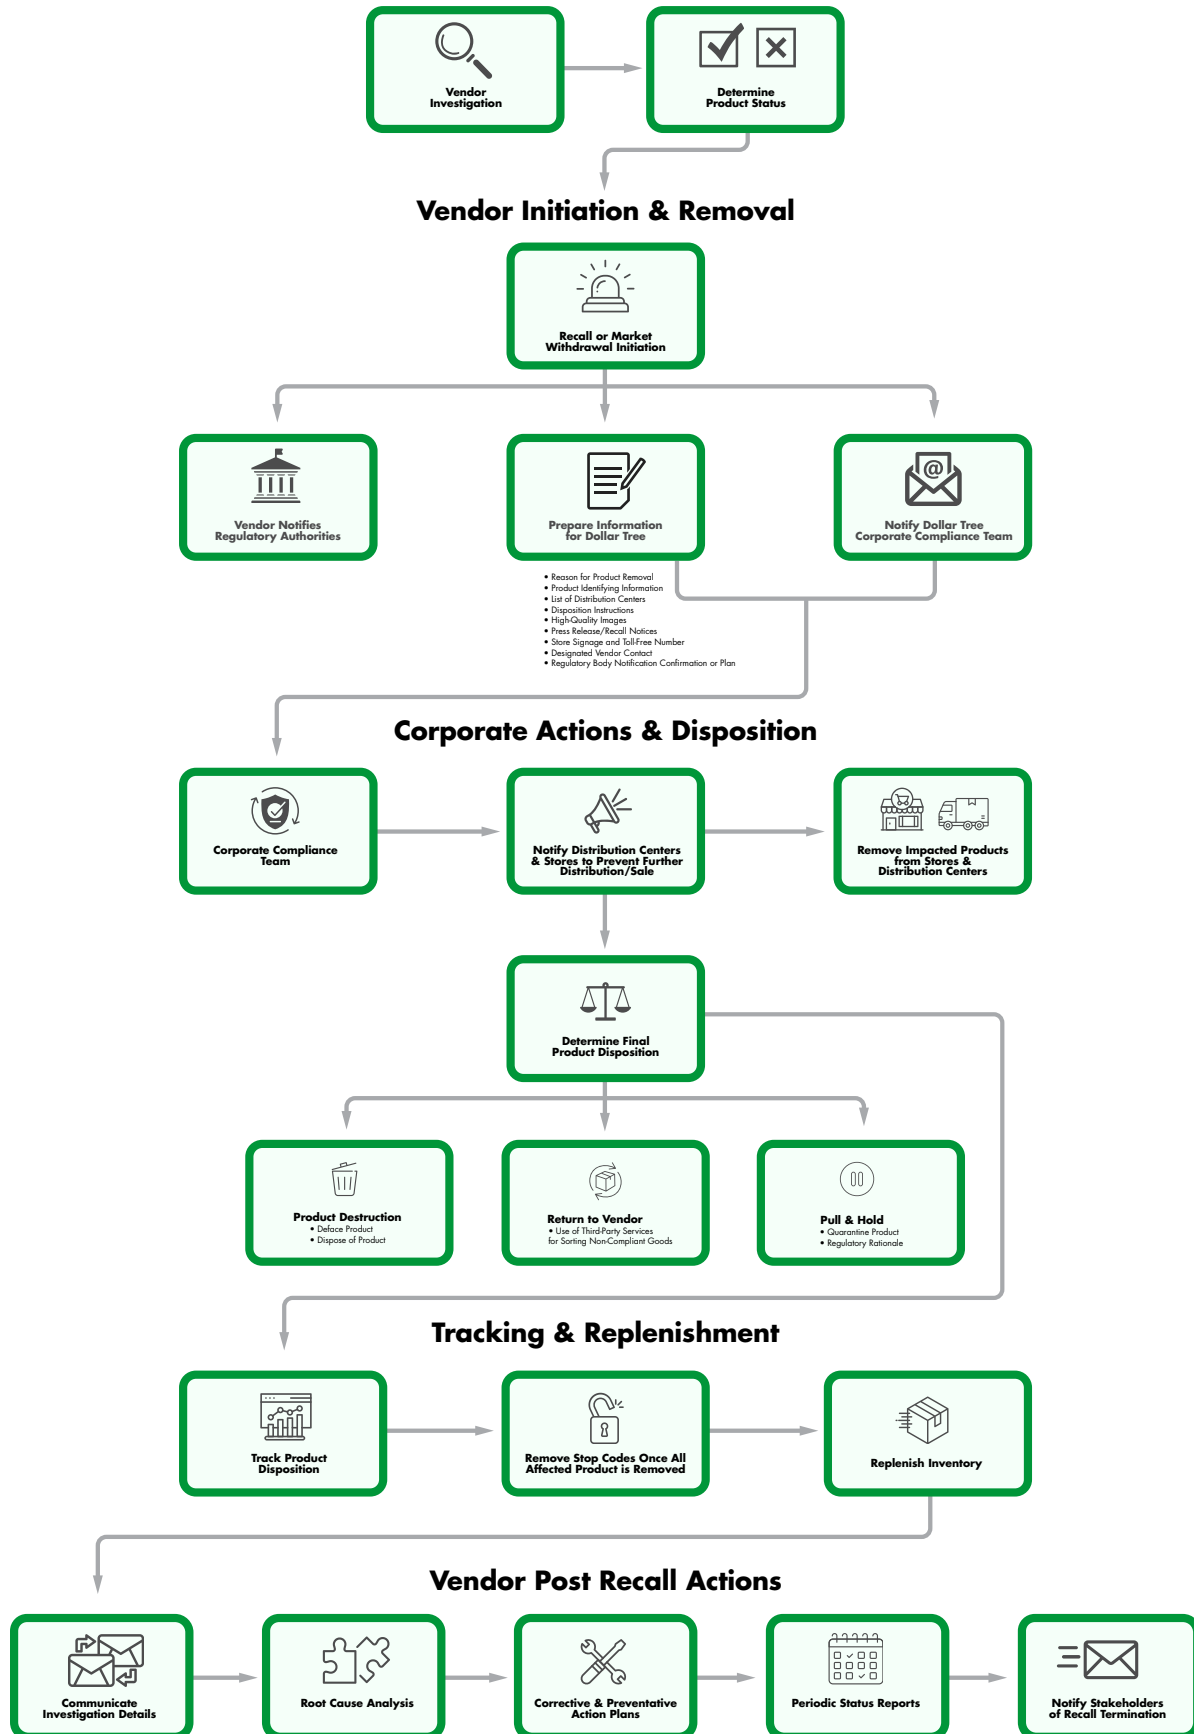 Vendor
Investigation
Determine
Product Status
Vendor Initiation & Removal
Recall or Market
Withdrawal Initiation
Vendor Notifies
Regulatory Authorities
Prepare Information
for Dollar Tree
@
Notify Dollar Tree
Corporate Compliance Team
• Reason for Product Removal
• Product Identifying Information
• List of Distribution Centers
• Disposition Instructions
• High-Quality Images
• Press Release/Recall Notices
• Store Signage and Toll-Free Number
• Designated Vendor Contact
• Regulatory Body Notification Confirmation or Plan
Corporate Actions & Disposition
Corporate Compliance
Team
Notify Distribution Centers
& Stores to Prevent Further
Distribution/Sale
Remove Impacted Products
from Stores &
Distribution Centers
Determine Final
Product Disposition
Product Destruction
• Deface Product
• Dispose of Product
Return to Vendor
• Use of Third-Party Services
for Sorting Non-Compliant Goods
Pull & Hold
• Quarantine Product
• Regulatory Rationale
Tracking & Replenishment
Track Product
Disposition
Remove Stop Codes Once All
Affected Product is Removed
Replenish Inventory
Vendor Post Recall Actions
Communicate
Investigation Details
Root Cause Analysis
Corrective & Preventative
Action Plans
Periodic Status Reports
Notify Stakeholders
of Recall Termination